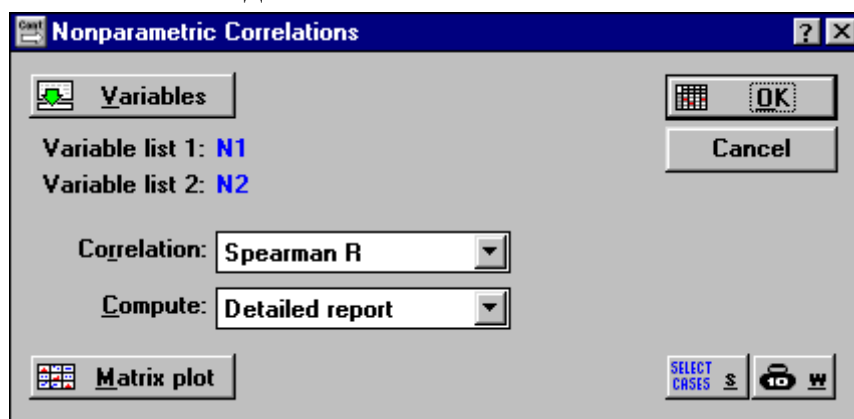 Nonparametric Correlations
Variables
OK
Variable list 1: N1
Cancel
Variable list 2: N2
Correlation: Spearman R
Compute: Detailed report
Matrix plot
SELECT CASES S
W